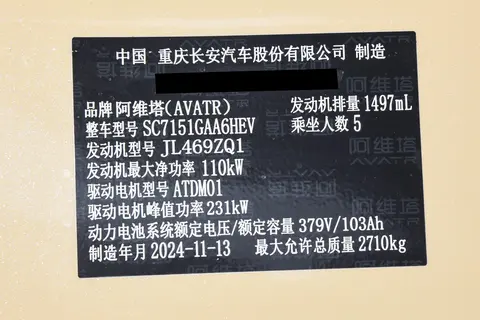 中国 重庆长安汽车股份有限公司 制造
品牌 阿维塔(AVATR) 发动机排量 1497mL
整车型号 SC7151GAA6HEV 乘坐人数 5
发动机型号 JL469ZQ1
发动机最大净功率 110kW
驱动电机型号 ATDM01
驱动电机峰值功率 231kW
动力电池系统额定电压/额定容量 379V/103Ah
制造年月 2024-11-13 最大允许总质量 2710kg
阿维塔
AVATR